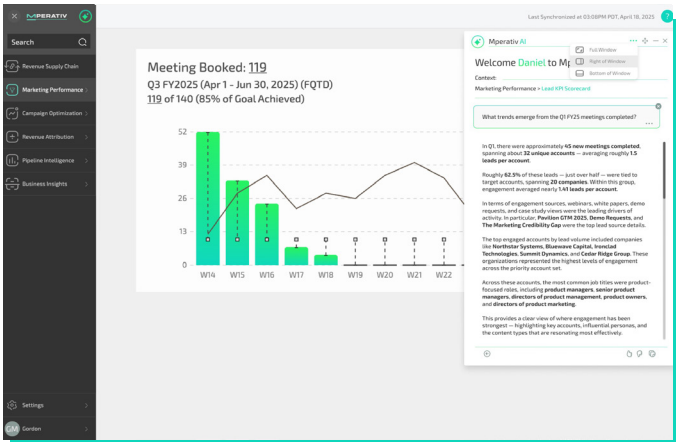 MPERATIV
Last Synchronized at 03:08PM PDT, April 18, 2025
?
Search
Revenue Supply Chain
Marketing Performance
Campaign Optimization
Revenue Attribution
Pipeline Intelligence
Business Insights
Settings
GM
Gordon
Meeting Booked: 119
Q3 FY2025 (Apr 1 - Jun 30, 2025) (FQTD)
119 of 140 (85% of Goal Achieved)
52
39
26
13
0
W14 W15 W16 W17 W18 W19 W20 W21 W22
Mperativ Ai
Full Window
Right of Window
Bottom of Window
Welcome Daniel to Mp
Context:
Marketing Performance > Lead KPI Scorecard
What trends emerge from the Q1 FY25 meetings completed?
In Q1, there were approximately 45 new meetings completed,
spanning about 32 unique accounts — averaging roughly 1.5
leads per account.
Roughly 62.5% of these leads — just over half — were tied to
target accounts, spanning 20 companies. Within this group,
engagement averaged nearly 1.41 leads per account.
In terms of engagement sources, webinars, white papers, demo
requests, and case study views were the leading drivers of
activity. In particular, Pavilion GTM 2025, Demo Requests, and
The Marketing Credibility Gap were the top lead source details.
The top engaged accounts by lead volume included companies
like Northstar Systems, Bluewave Capital, Ironclad
Technologies, Summit Dynamics, and Cedar Ridge Group. These
organizations represented the highest levels of engagement
across the priority account set.
Across these accounts, the most common job titles were product-
focused roles, including product managers, senior product
managers, directors of product management, product owners,
and directors of product marketing.
This provides a clear view of where engagement has been
strongest — highlighting key accounts, influential personas, and
the content types that are resonating most effectively.